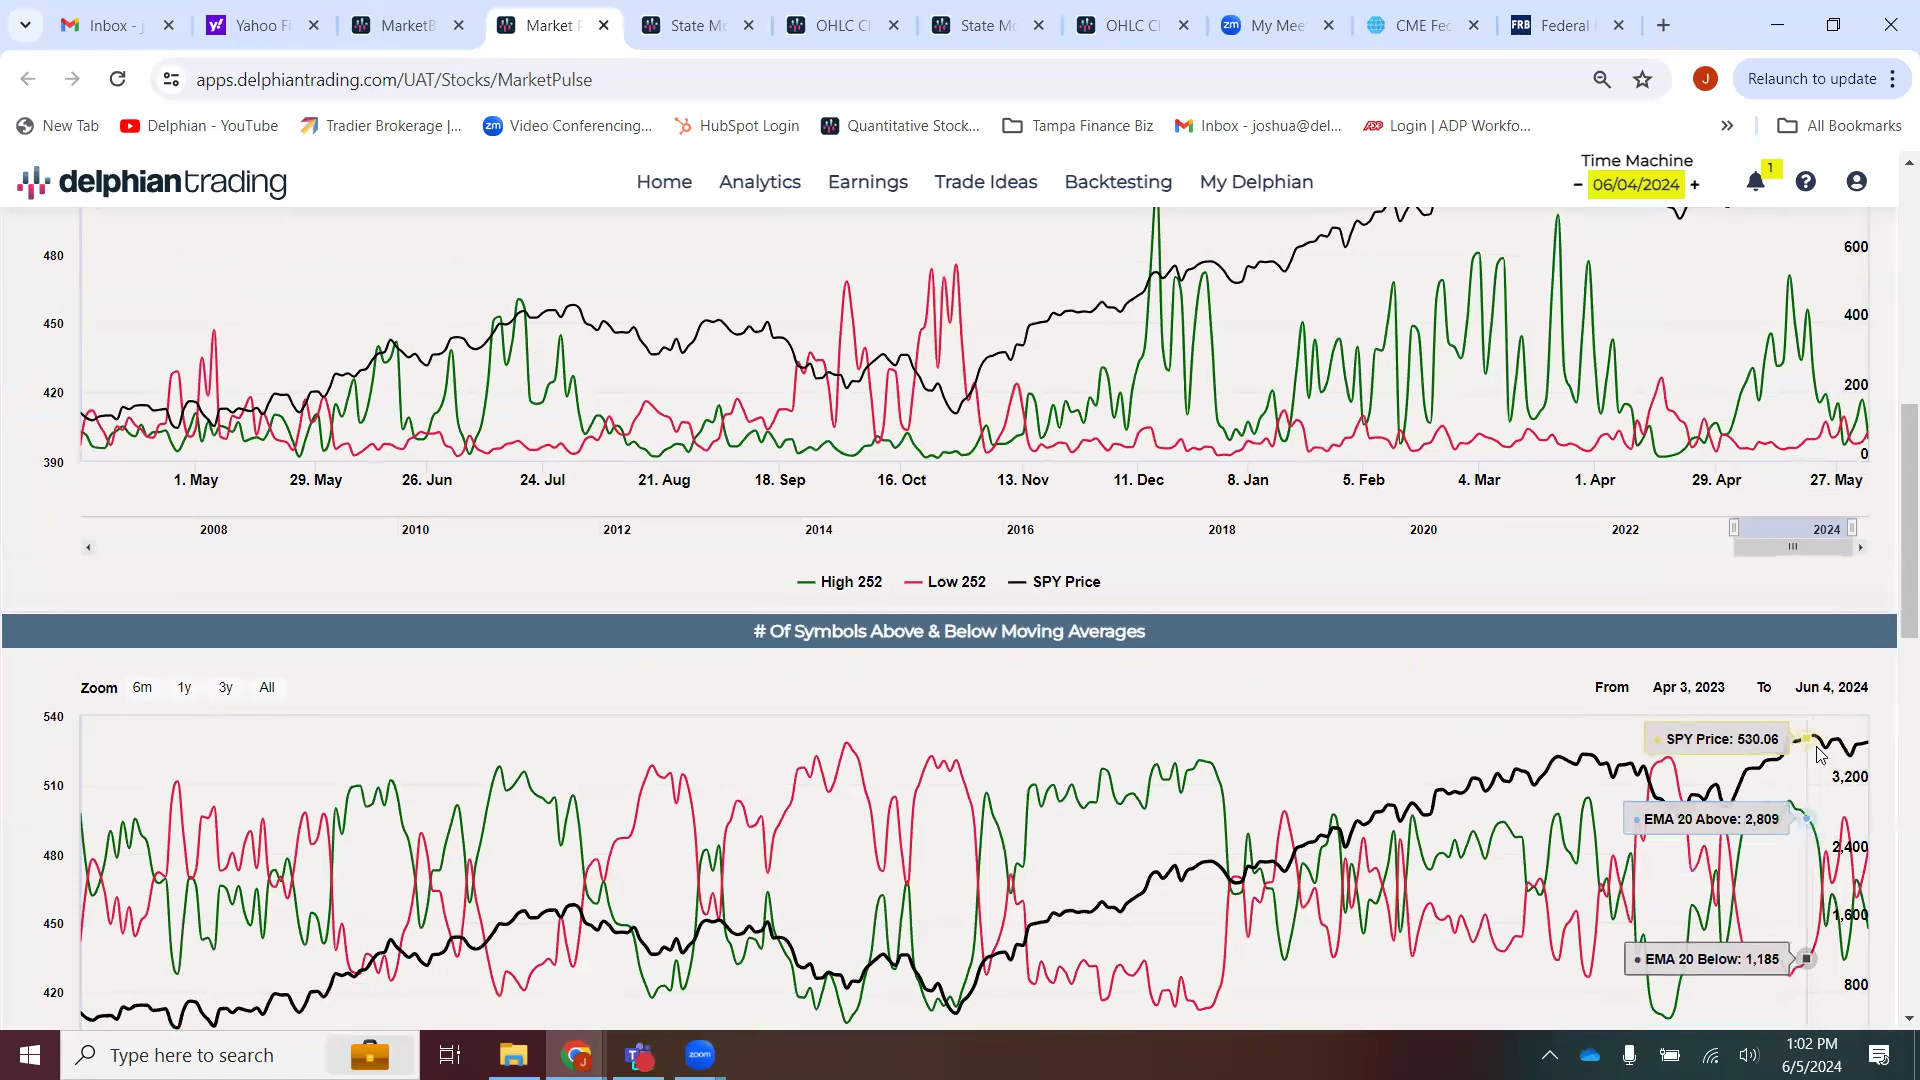 Inbox - j
Yahoo Fi
MarketB
Market P
State Mo
OHLC Cl
State Mo
OHLC Cl
My Mee
CME Fec
Federal
apps.delphiantrading.com/UAT/Stocks/MarketPulse
J
Relaunch to update
New Tab
Delphian - YouTube
Tradier Brokerage |...
Video Conferencing...
HubSpot Login
Quantitative Stock...
Tampa Finance Biz
Inbox - joshua@del...
Login | ADP Workfo...
All Bookmarks
delphiantrading
Home
Analytics
Earnings
Trade Ideas
Backtesting
My Delphian
Time Machine
- 06/04/2024 +
1
480
450
420
390
600
400
200
0
1. May
29. May
26. Jun
24. Jul
21. Aug
18. Sep
16. Oct
13. Nov
11. Dec
8. Jan
5. Feb
4. Mar
1. Apr
29. Apr
27. May
2008
2010
2012
2014
2016
2018
2020
2022
2024
High 252
Low 252
SPY Price
# Of Symbols Above & Below Moving Averages
Zoom
6m
1y
3y
All
From
Apr 3, 2023
To
Jun 4, 2024
540
510
480
450
420
SPY Price: 530.06
EMA 20 Above: 2,809
EMA 20 Below: 1,185
3,200
2,400
1,600
800
Type here to search
zoom
1:02 PM
6/5/2024